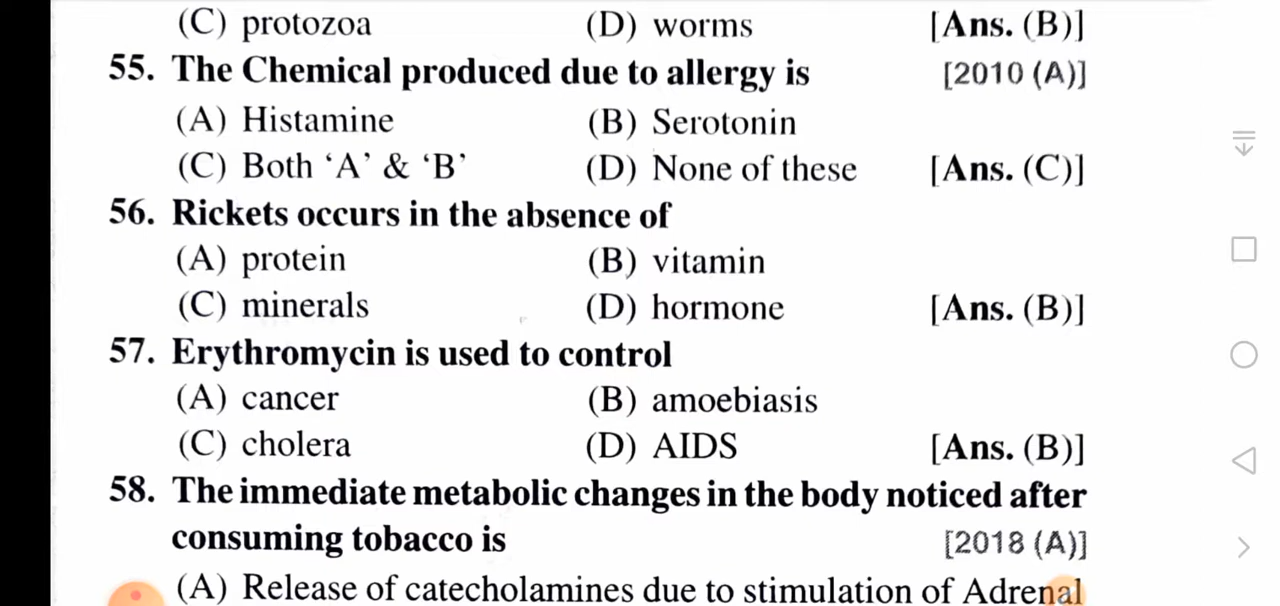 (C) protozoa (D) worms [Ans. (B)]
55. The Chemical produced due to allergy is [2010 (A)]
(A) Histamine (B) Serotonin
(C) Both ‘A’ & ‘B’ (D) None of these [Ans. (C)]
56. Rickets occurs in the absence of
(A) protein (B) vitamin
(C) minerals (D) hormone [Ans. (B)]
57. Erythromycin is used to control
(A) cancer (B) amoebiasis
(C) cholera (D) AIDS [Ans. (B)]
58. The immediate metabolic changes in the body noticed after
consuming tobacco is [2018 (A)]
(A) Release of catecholamines due to stimulation of Adrenal